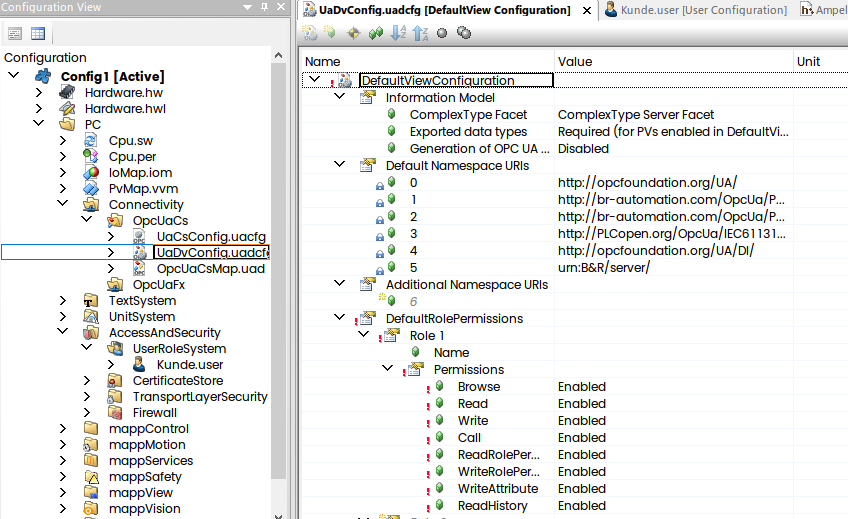 Configuration View
UaDvConfig.uadcfg [DefaultView Configuration]
Kunde.user [User Configuration]
Ampel
Configuration
Config1 [Active]
Hardware.hw
Hardware.hwl
PC
Cpu.sw
Cpu.per
IoMap.iom
PvMap.vvm
Connectivity
OpcUaCs
UaCsConfig.uacfg
UaDvConfig.uadcf
OpcUaCsMap.uad
OpcUaFx
TextSystem
UnitSystem
AccessAndSecurity
UserRoleSystem
Kunde.user
CertificateStore
TransportLayerSecurity
Firewall
mappControl
mappMotion
mappServices
mappSafety
mappView
mappVision
Name Value Unit
DefaultViewConfiguration
Information Model
ComplexType Facet ComplexType Server Facet
Exported data types Required (for PVs enabled in DefaultVi...
Generation of OPC UA ... Disabled
Default Namespace URIs
0 http://opcfoundation.org/UA/
1 http://br-automation.com/OpcUa/P...
2 http://br-automation.com/OpcUa/P...
3 http://PLCopen.org/OpcUa/IEC61131...
4 http://opcfoundation.org/UA/DI/
5 urn:B&R/server/
Additional Namespace URIs
6
DefaultRolePermissions
Role 1
Name
Permissions
Browse Enabled
Read Enabled
Write Enabled
Call Enabled
ReadRolePer... Enabled
WriteRolePer... Enabled
WriteAttribute Enabled
ReadHistory Enabled